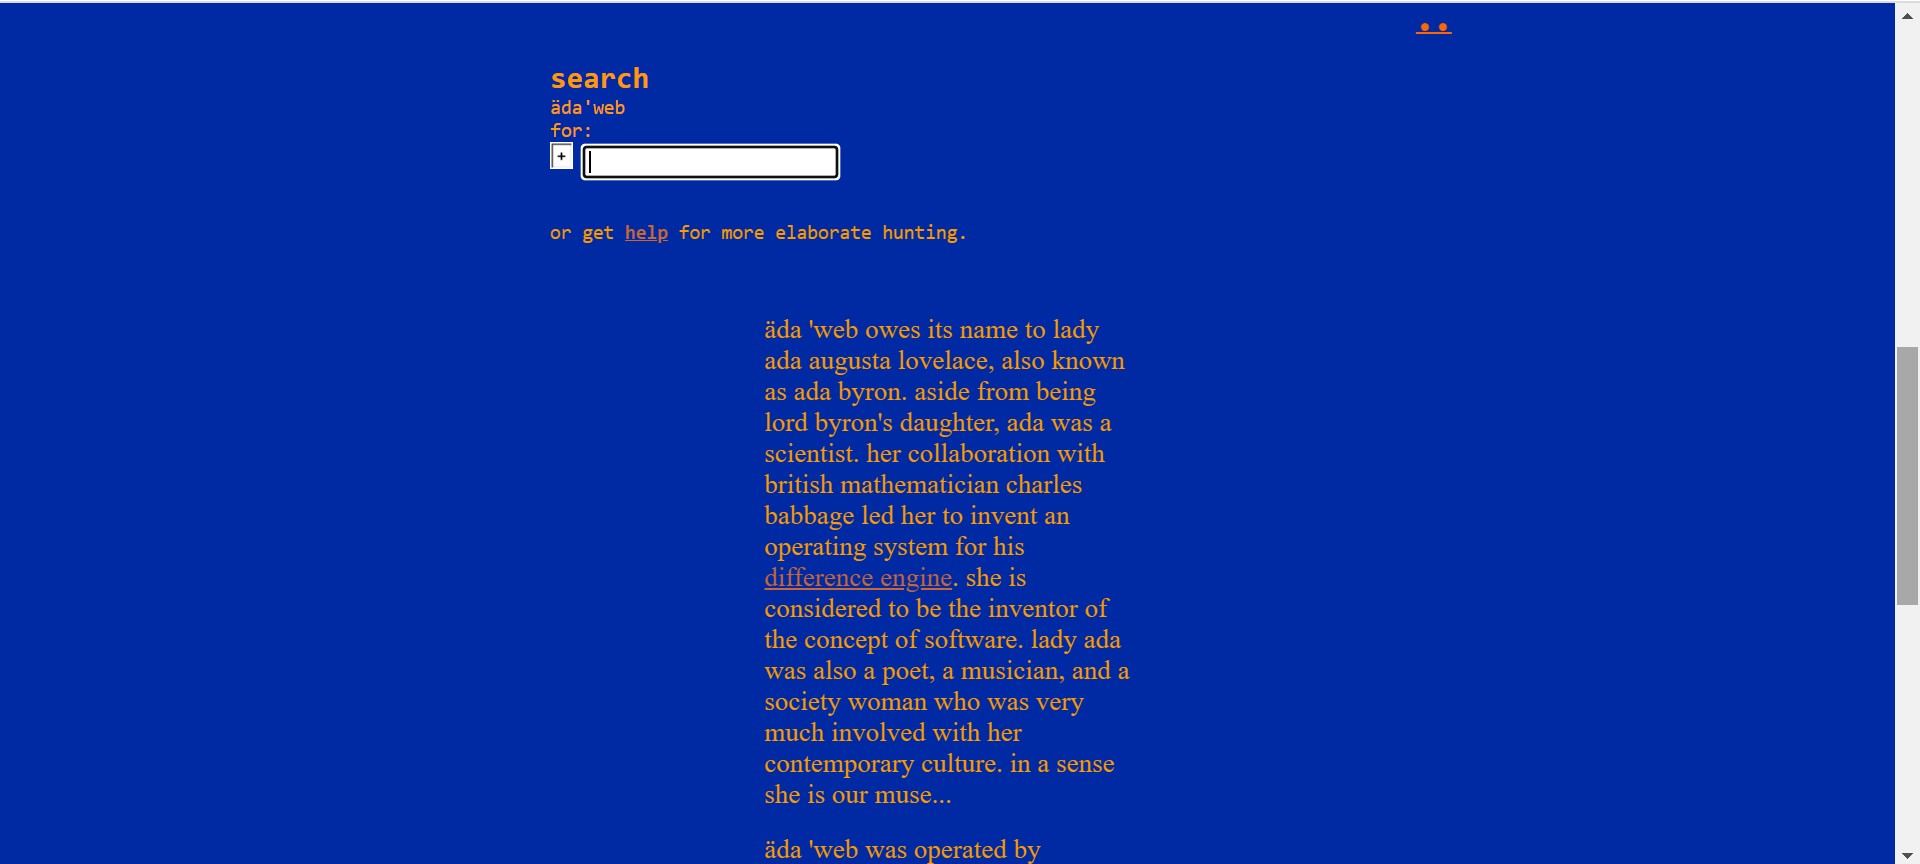 • •
search
äda'web
for:
+
or get help for more elaborate hunting.
äda 'web owes its name to lady
ada augusta lovelace, also known
as ada byron. aside from being
lord byron's daughter, ada was a
scientist. her collaboration with
british mathematician charles
babbage led her to invent an
operating system for his
difference engine. she is
considered to be the inventor of
the concept of software. lady ada
was also a poet, a musician, and a
society woman who was very
much involved with her
contemporary culture. in a sense
she is our muse...
äda 'web was operated by